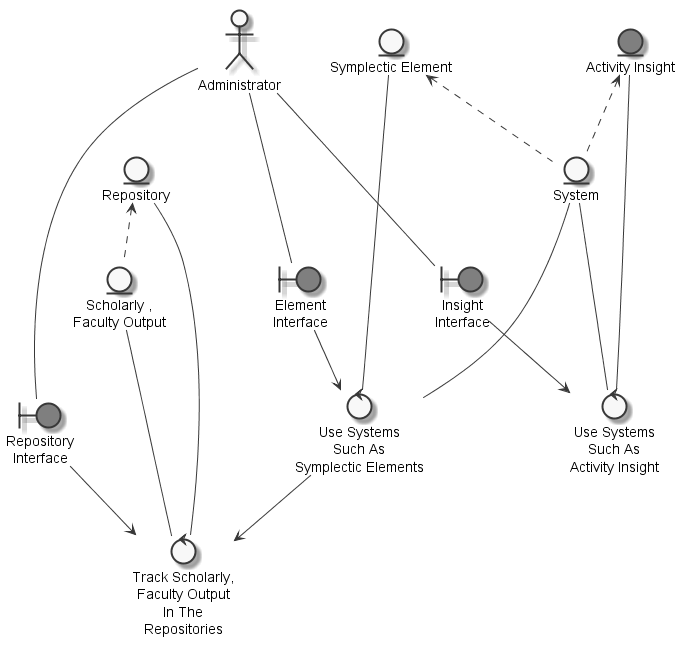 Administrator
Symplectic Element
Activity Insight
Repository
System
Scholarly ,
Faculty Output
Element
Interface
Insight
Interface
Repository
Interface
Use Systems
Such As
Symplectic Elements
Use Systems
Such As
Activity Insight
Track Scholarly,
Faculty Output
In The
Repositories